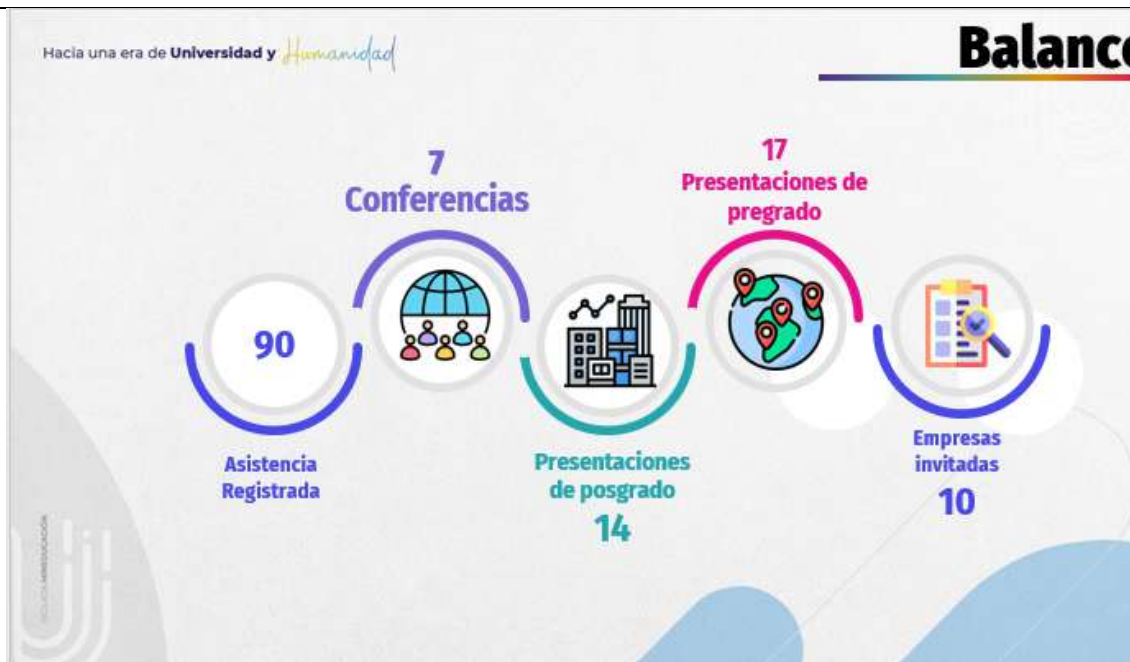 Hacia una era de Universidad y Humanidad
Balance
90
Asistencia
Registrada
7
Conferencias
Presentaciones
de posgrado
14
17
Presentaciones de
pregrado
Empresas
invitadas
10